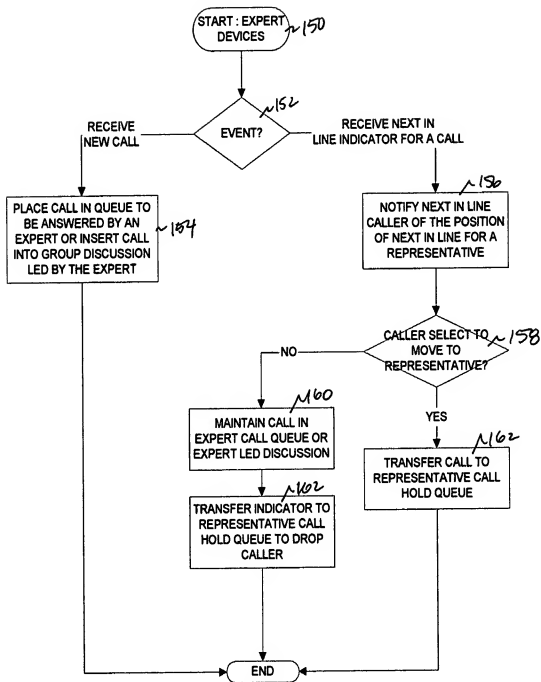 START : EXPERT
DEVICES
~150
~152
EVENT?
RECEIVE
NEW CALL
RECEIVE NEXT IN
LINE INDICATOR FOR A CALL
PLACE CALL IN QUEUE TO
BE ANSWERED BY AN
EXPERT OR INSERT CALL
INTO GROUP DISCUSSION
LED BY THE EXPERT
~154
~156
NOTIFY NEXT IN LINE
CALLER OF THE POSITION
OF NEXT IN LINE FOR A
REPRESENTATIVE
CALLER SELECT TO
MOVE TO
REPRESENTATIVE?
~158
NO
YES
~160
MAINTAIN CALL IN
EXPERT CALL QUEUE OR
EXPERT LED DISCUSSION
~162
TRANSFER CALL TO
REPRESENTATIVE CALL
HOLD QUEUE
~162
TRANSFER INDICATOR TO
REPRESENTATIVE CALL
HOLD QUEUE TO DROP
CALLER
END